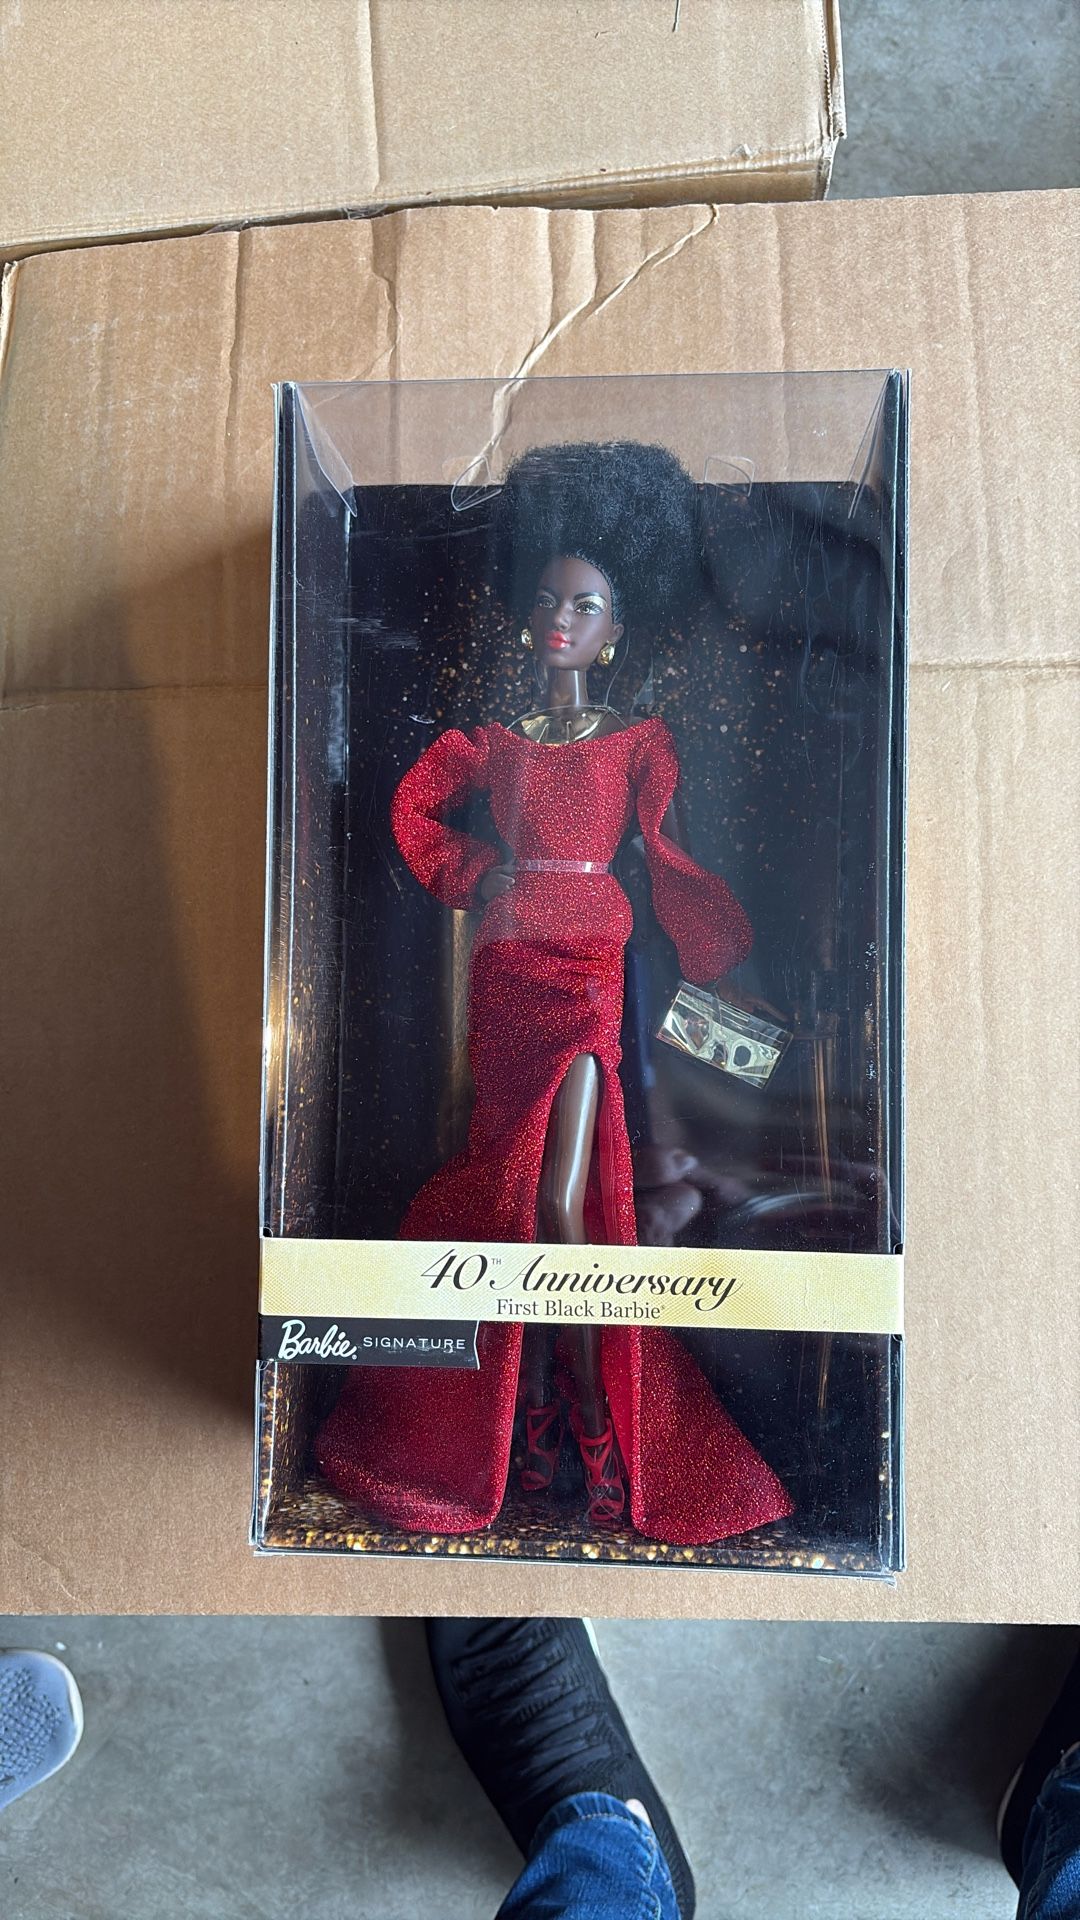 40TH Anniversary
First Black Barbie®
Barbie® SIGNATURE